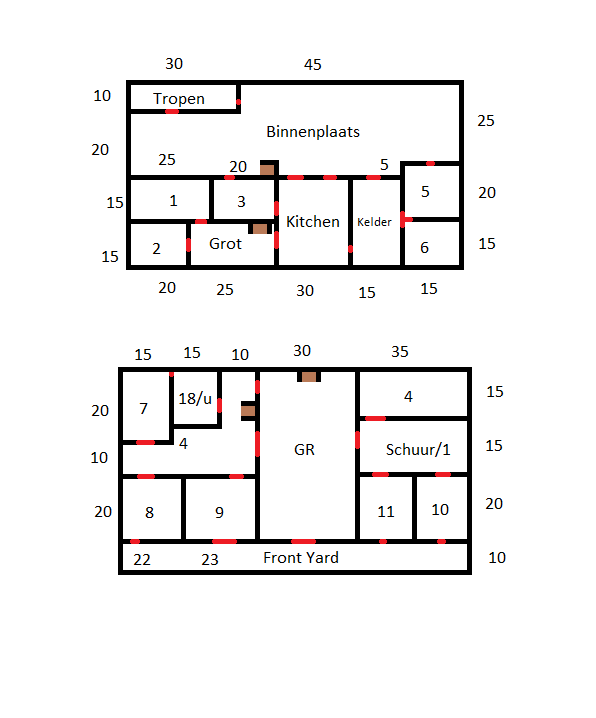 30 45
10 Tropen
Binnenplaats 25
20 25 20 5
15 1 3 5 20
Kitchen Kelder
15 2 Grot 6 15
20 25 30 15 15
15 15 10 30 35
20 7 18/u 4 15
4 GR Schuur/1 15
10
20 8 9 11 10 20
22 23 Front Yard 10